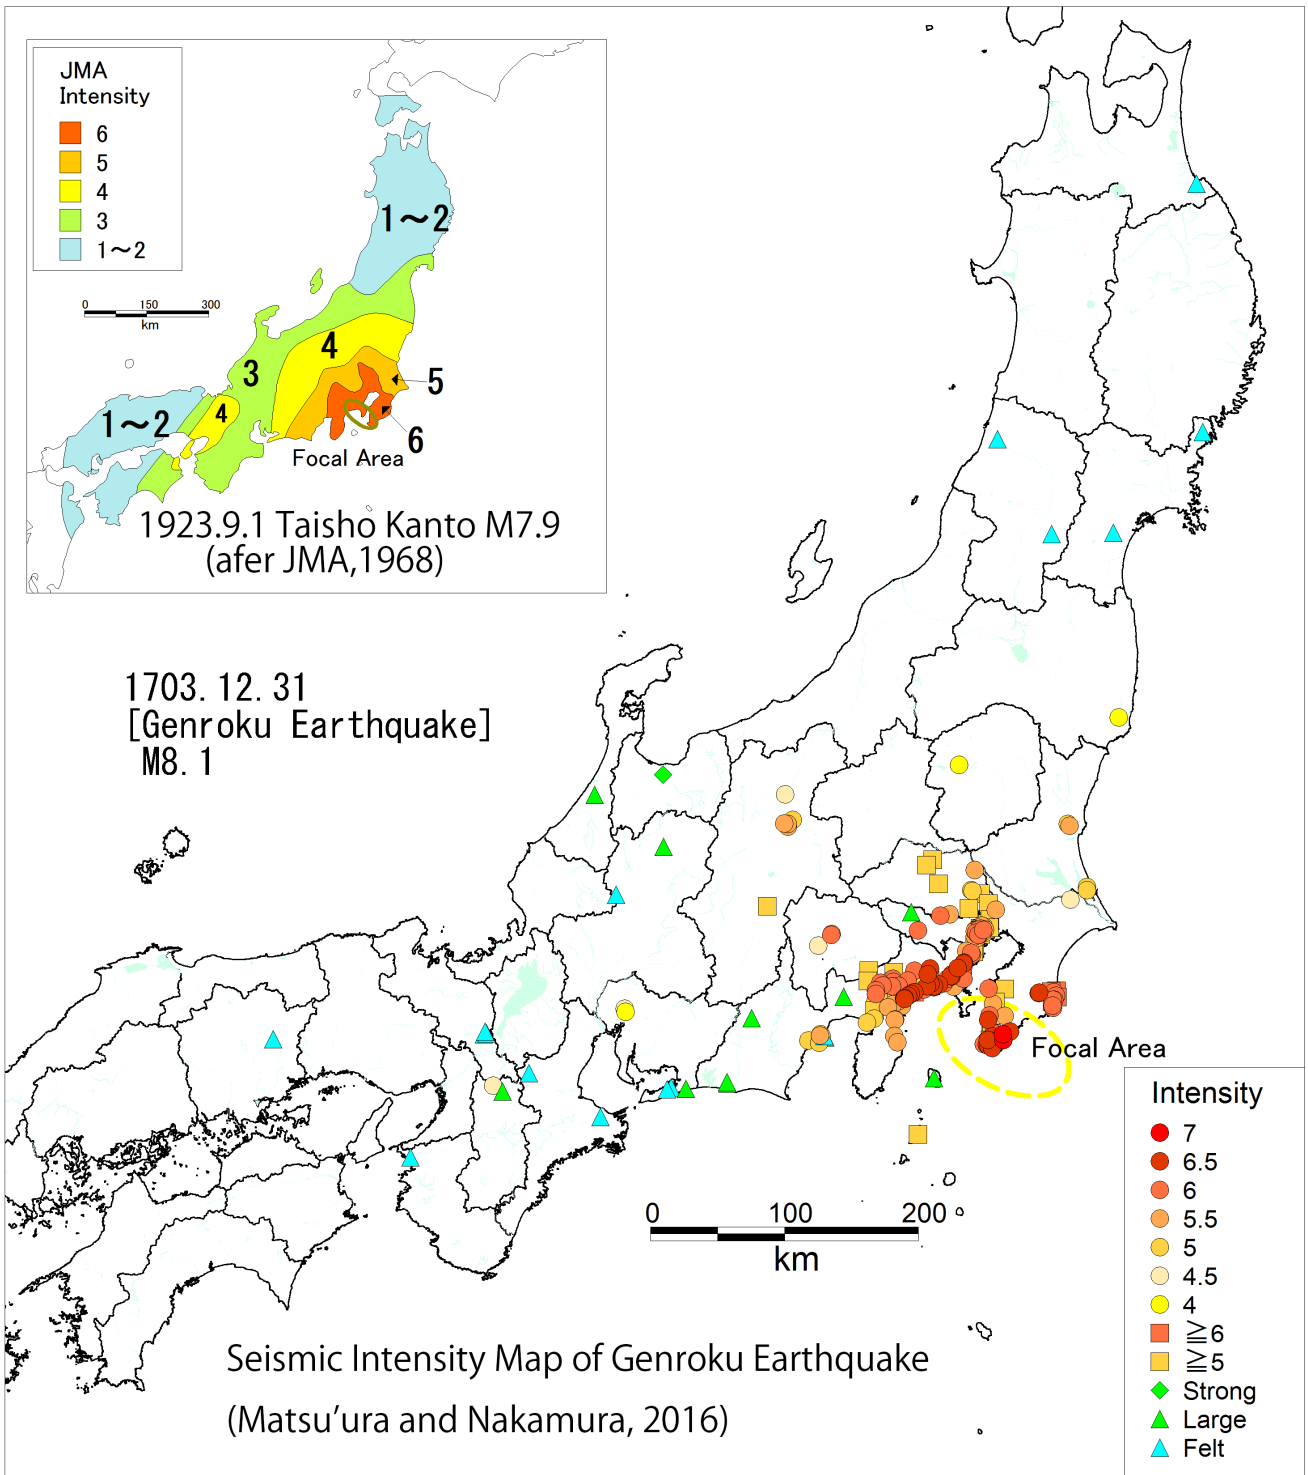 JMA
Intensity
6
5
4
3
1～2
0 150 300
km
1～2
4
3
5
4
1～2
6
Focal Area
1923.9.1 Taisho Kanto M7.9
(afer JMA,1968)
1703.12.31
[Genroku Earthquake]
M8.1
Focal Area
0 100 200
km
Intensity
7
6.5
6
5.5
5
4.5
4
≧6
≧5
Strong
Large
Felt
Seismic Intensity Map of Genroku Earthquake
(Matsu’ura and Nakamura, 2016)